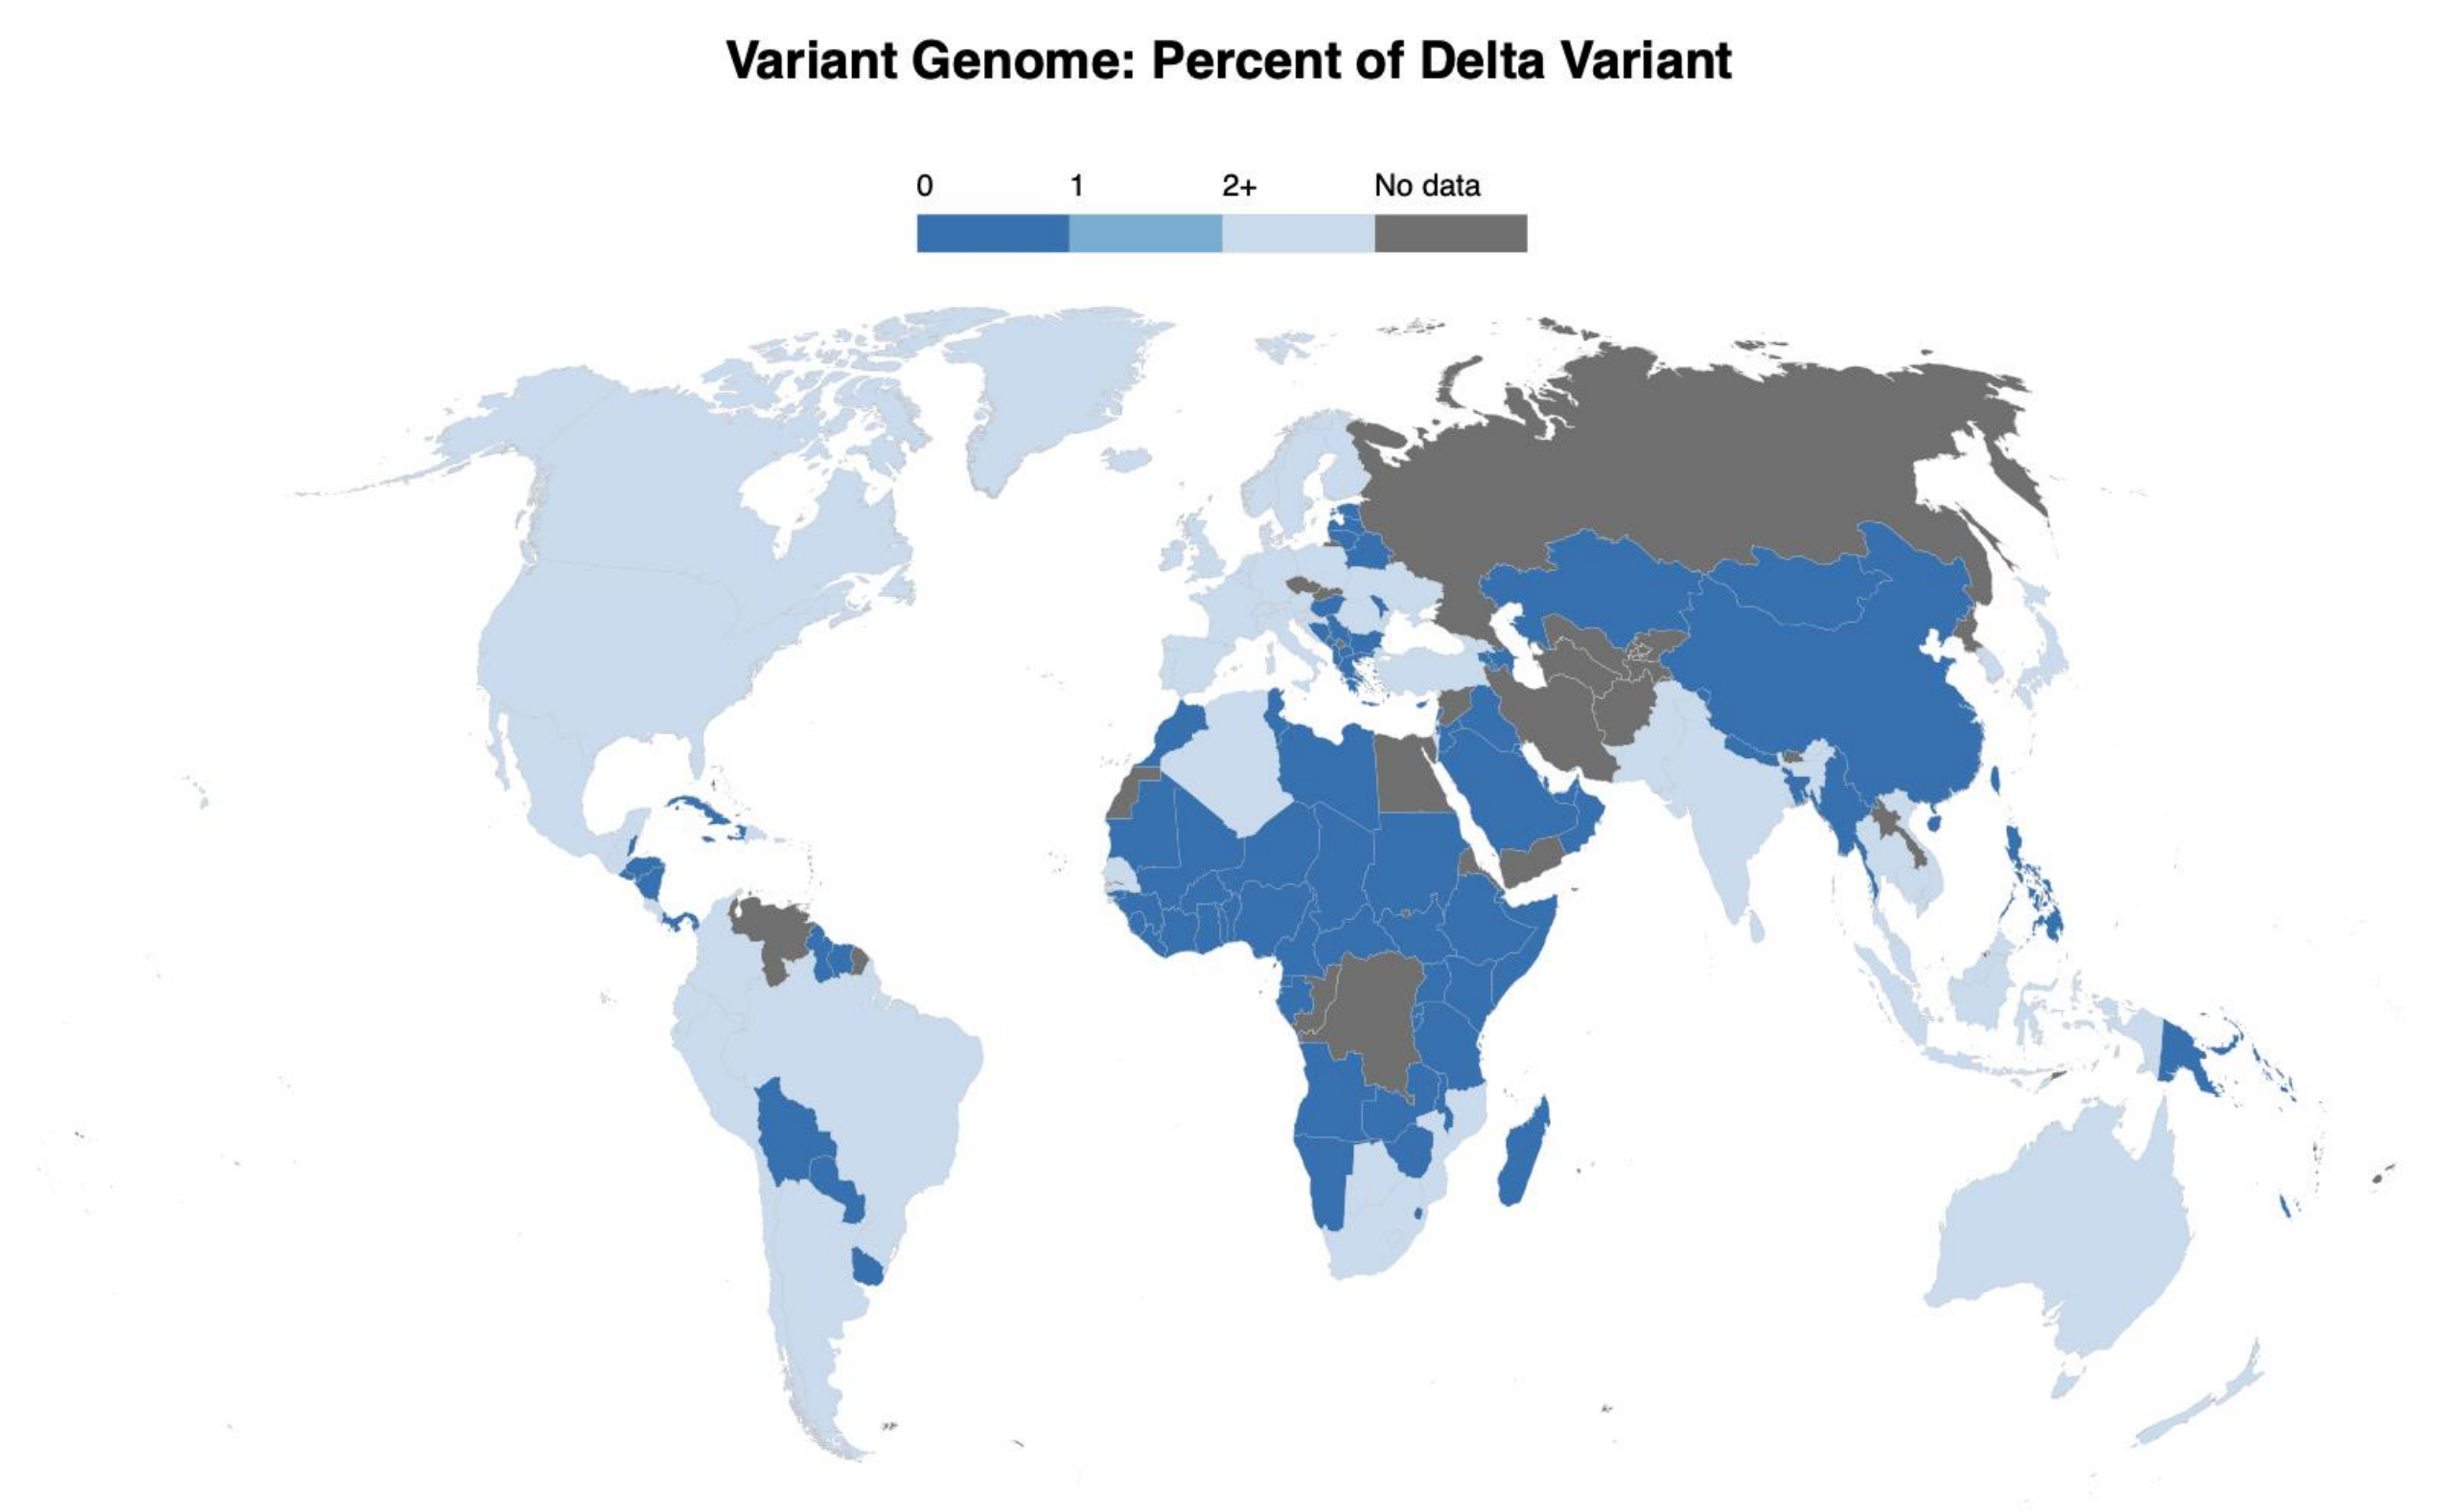 Variant Genome: Percent of Delta Variant
0 1 2+ No data